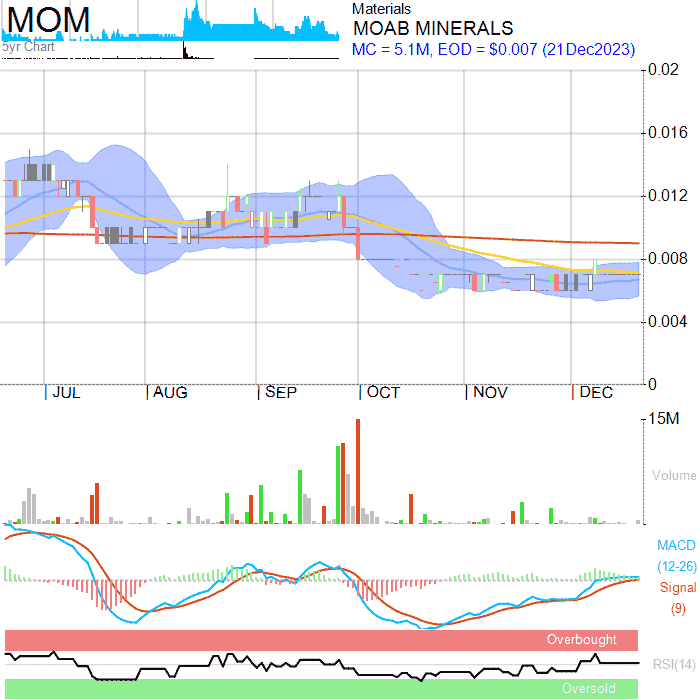 MOM
5yr Chart
Materials
MOAB MINERALS
MC = 5.1M, EOD = $0.007 (21Dec2023)
0.02
0.016
0.012
0.008
0.004
0
JUL
AUG
SEP
OCT
NOV
DEC
15M
Volume
MACD
(12-26)
Signal
(9)
Overbought
RSI(14)
Oversold